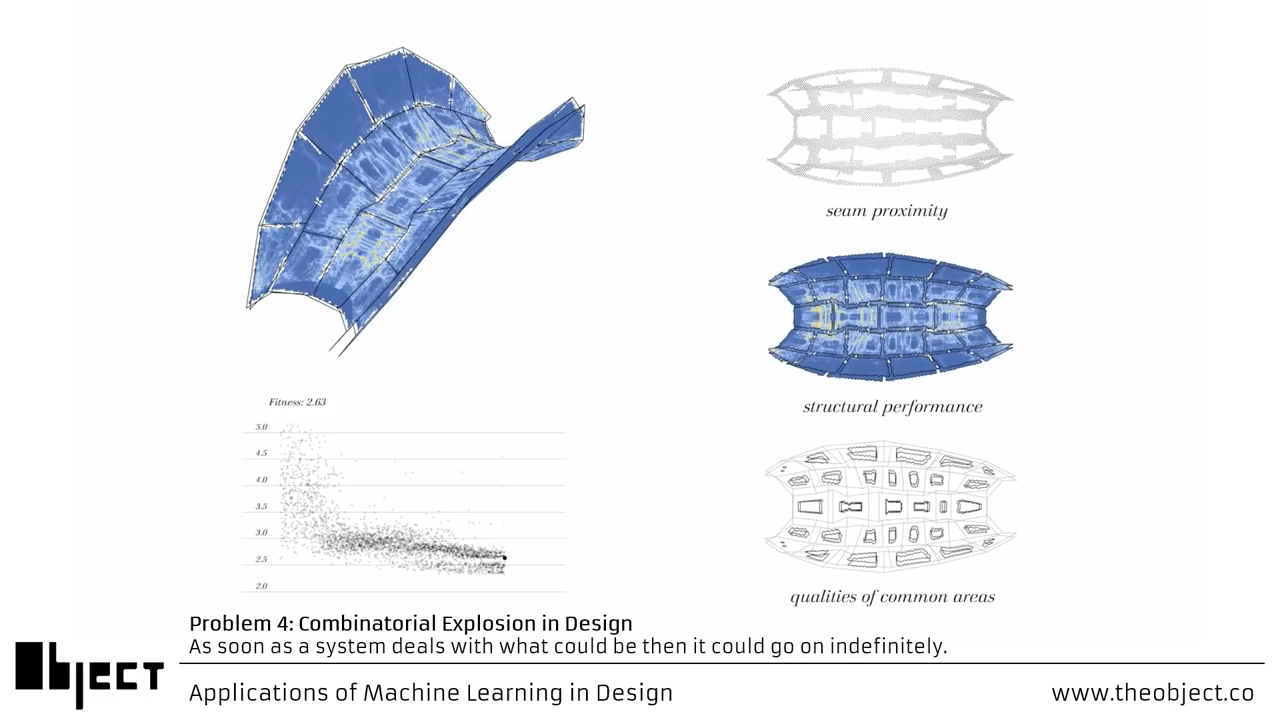 seam proximity
structural performance
Fitness: 2.63
5.0
4.5
4.0
3.5
3.0
2.5
2.0
qualities of common areas
Problem 4: Combinatorial Explosion in Design
As soon as a system deals with what could be then it could go on indefinitely.
Object
Applications of Machine Learning in Design
www.theobject.co